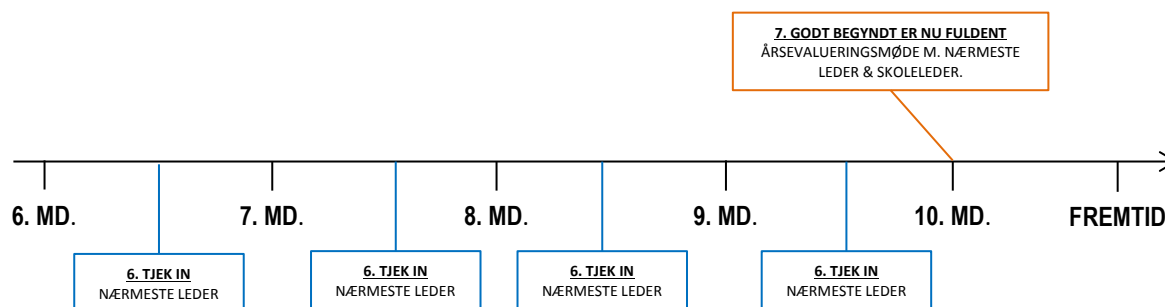 7. GODT BEGYNDT ER NU FULDENT
ÅRSEVALUERINGSMØDE M. NÆRMESTE
LEDER & SKOLELEDER.
6. MD.
7. MD.
8. MD.
9. MD.
10. MD.
FREMTID
6. TJEK IN
NÆRMESTE LEDER
6. TJEK IN
NÆRMESTE LEDER
6. TJEK IN
NÆRMESTE LEDER
6. TJEK IN
NÆRMESTE LEDER